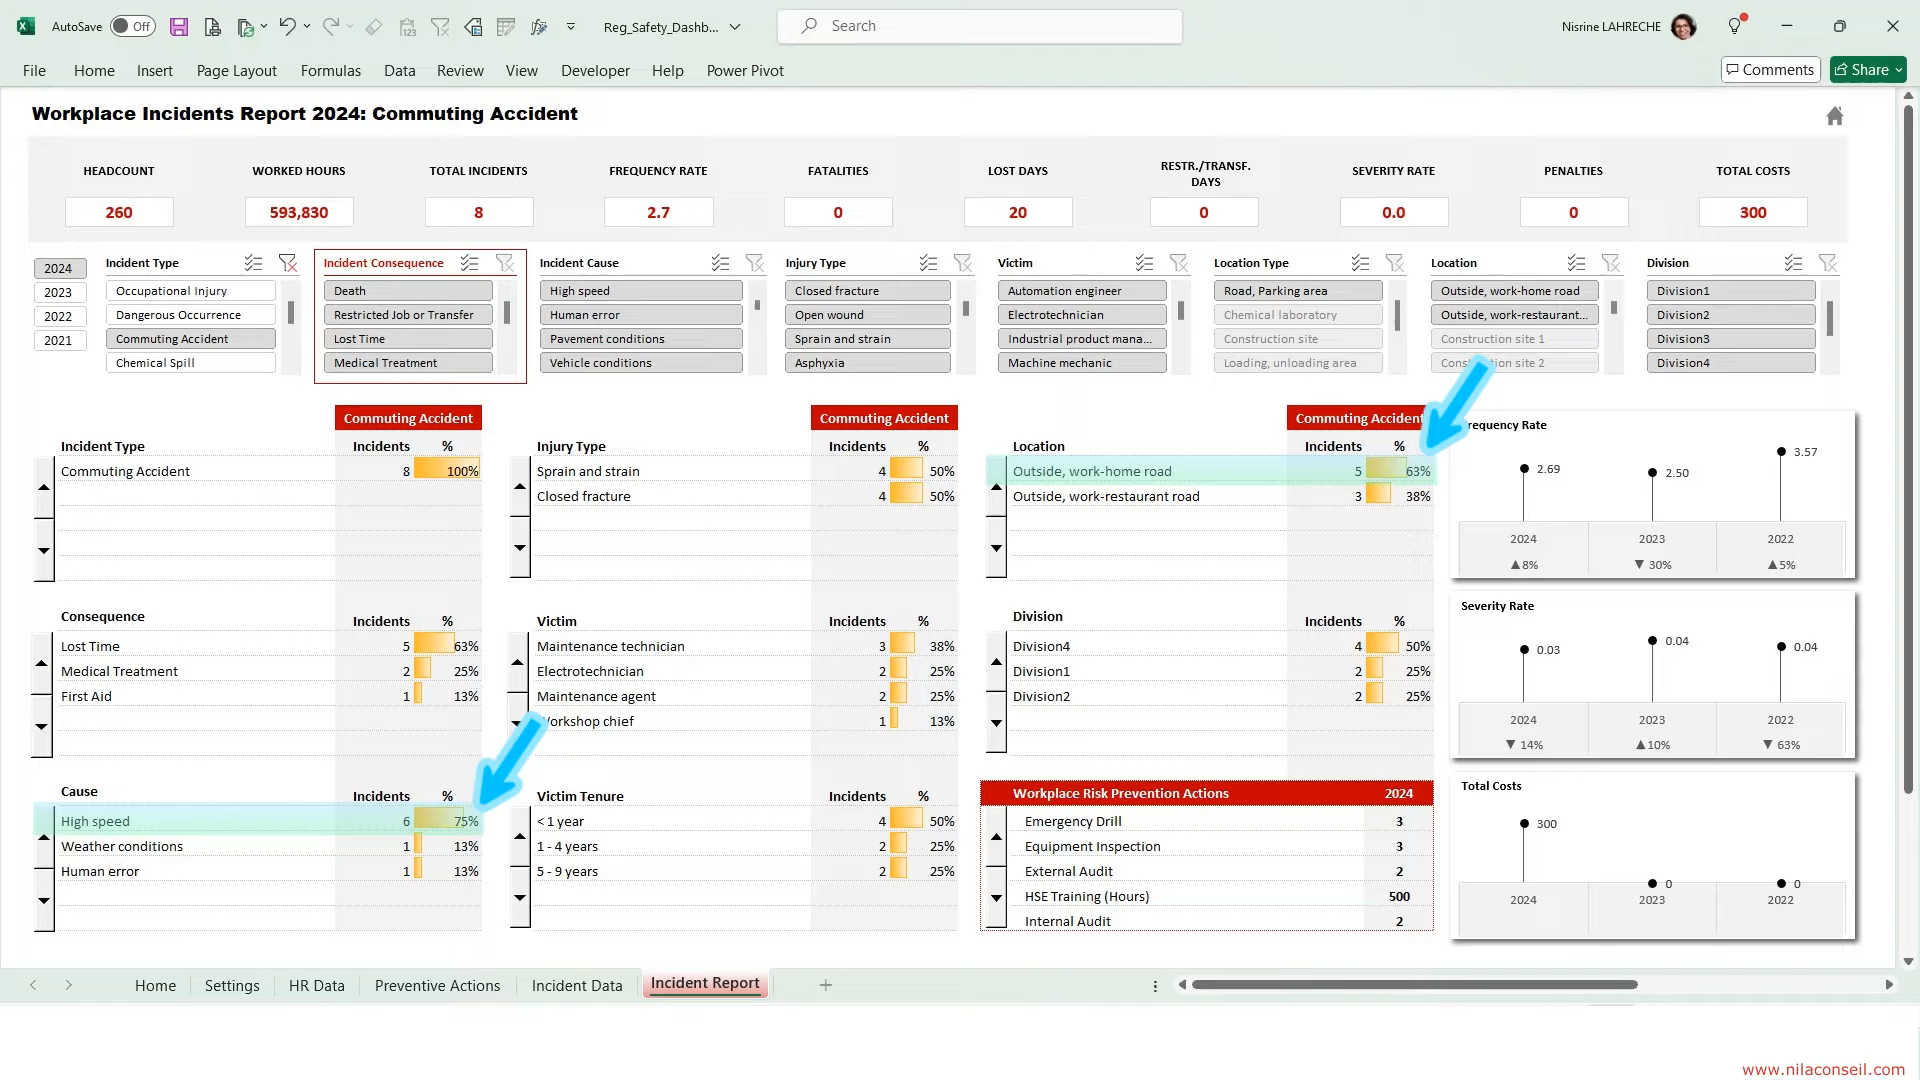 AutoSave Off Reg_Safety_Dashb... Search Nisrine LAHRECHE
File Home Insert Page Layout Formulas Data Review View Developer Help Power Pivot Comments Share
Workplace Incidents Report 2024: Commuting Accident
HEADCOUNT WORKED HOURS TOTAL INCIDENTS FREQUENCY RATE FATALITIES LOST DAYS RESTR./TRANSF. DAYS SEVERITY RATE PENALTIES TOTAL COSTS
260 593,830 8 2.7 0 20 0 0.0 0 300
2024
2023
2022
2021
Incident Type
Occupational Injury
Dangerous Occurrence
Commuting Accident
Chemical Spill
Incident Consequence
Death
Restricted Job or Transfer
Lost Time
Medical Treatment
Incident Cause
High speed
Human error
Pavement conditions
Vehicle conditions
Injury Type
Closed fracture
Open wound
Sprain and strain
Asphyxia
Victim
Automation engineer
Electrotechnician
Industrial product mana...
Machine mechanic
Location Type
Road, Parking area
Chemical laboratory
Construction site
Loading, unloading area
Location
Outside, work-home road
Outside, work-restaurant...
Construction site 1
site 2
Division
Division1
Division2
Division3
Division4
Commuting Accident
Incident Type Incidents %
Commuting Accident 8 100%
Consequence Incidents %
Lost Time 5 63%
Medical Treatment 2 25%
First Aid 1 13%
Cause Incidents %
High speed 6 75%
Weather conditions 1 13%
Human error 1 13%
Commuting Accident
Injury Type Incidents %
Sprain and strain 4 50%
Closed fracture 4 50%
Victim Incidents %
Maintenance technician 3 38%
Electrotechnician 2 25%
Maintenance agent 2 25%
Workshop chief 1 13%
Victim Tenure Incidents %
< 1 year 4 50%
1 - 4 years 2 25%
5 - 9 years 2 25%
Commuting Accident
Location Incidents %
Outside, work-home road 5 63%
Outside, work-restaurant road 3 38%
Division Incidents %
Division4 4 50%
Division1 2 25%
Division2 2 25%
Workplace Risk Prevention Actions 2024
Emergency Drill 3
Equipment Inspection 3
External Audit 2
HSE Training (Hours) 500
Internal Audit 2
Frequency Rate
2.69 2.50 3.57
2024 2023 2022
▲8% ▼ 30% ▲5%
Severity Rate
0.03 0.04 0.04
2024 2023 2022
▼ 14% ▲10% ▼ 63%
Total Costs
300 0 0
2024 2023 2022
Home Settings HR Data Preventive Actions Incident Data Incident Report
www.nilaconseil.com